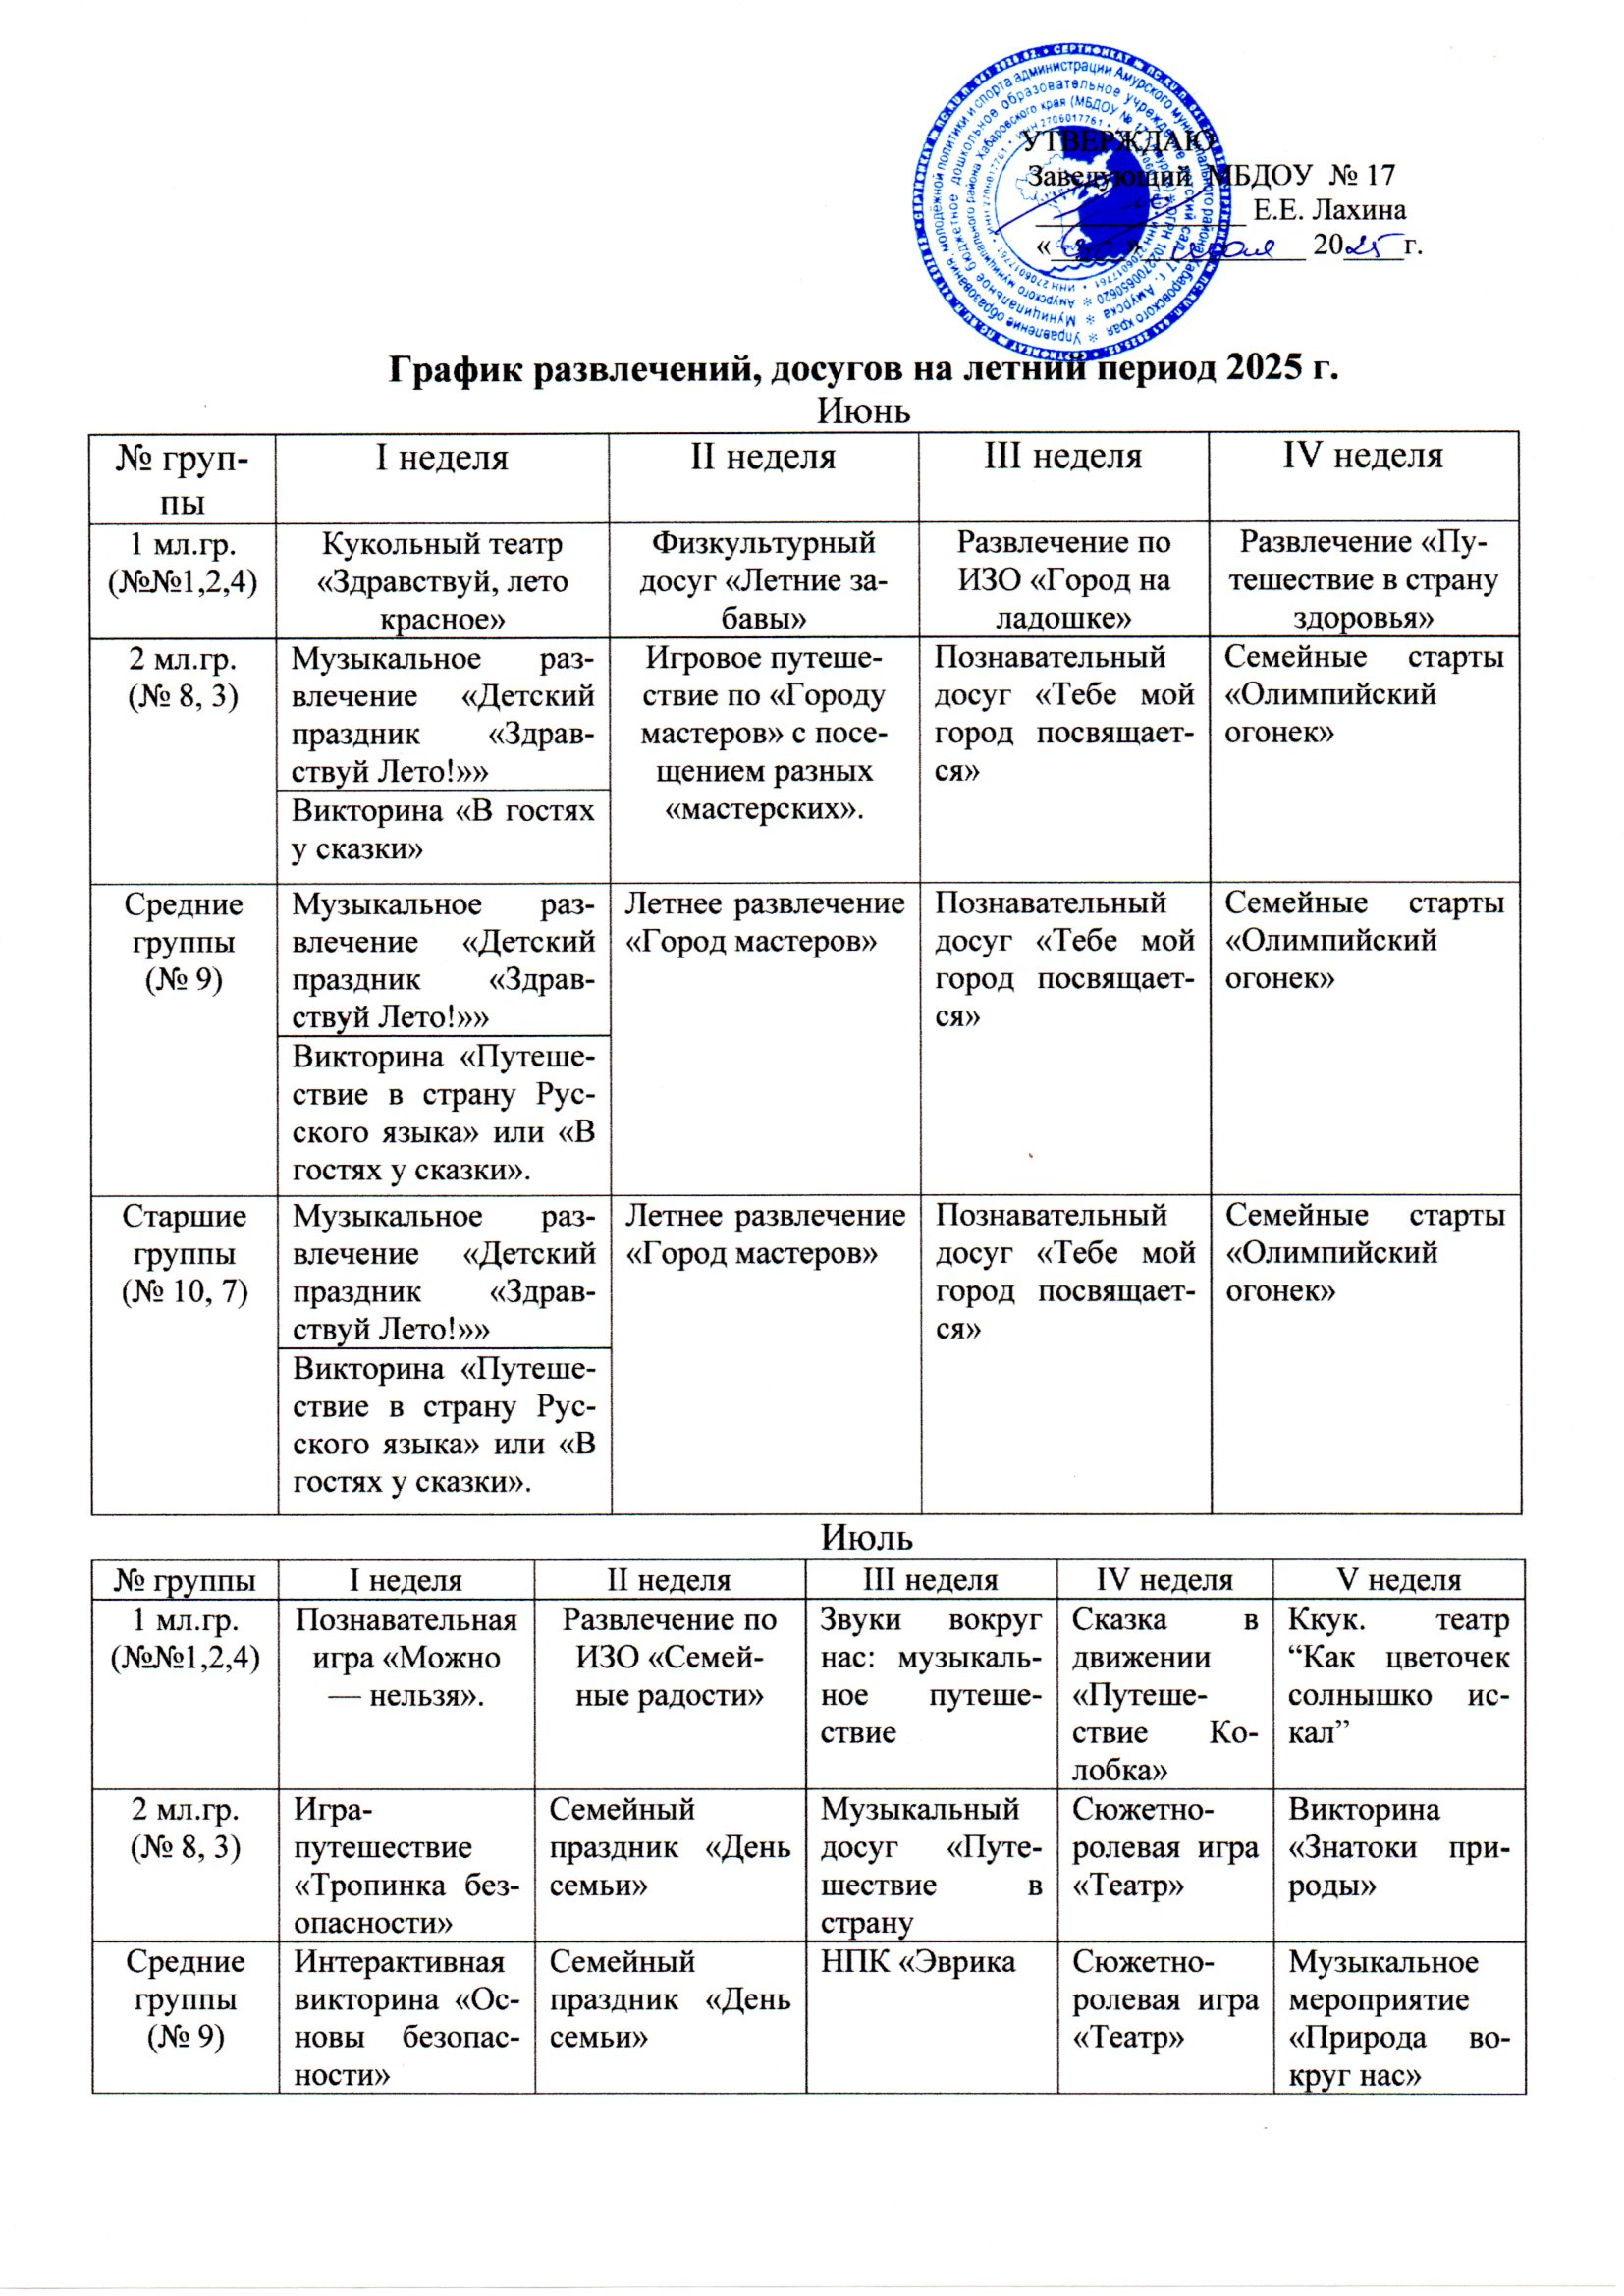 УТВЕРЖДАЮ
Заведующий МБДОУ № 17
Е.Е. Лахина
« » 2025 г.
График развлечений, досугов на летний период 2025 г.
Июнь
№ груп-
пы
I неделя
II неделя
III неделя
IV неделя
1 мл.гр.
(№№1,2,4)
Кукольный театр
«Здравствуй, лето
красное»
Физкультурный
досуг «Летние за-
бавы»
Развлечение по
ИЗО «Город на
ладошке»
Развлечение «Пу-
тешествие в страну
здоровья»
2 мл.гр.
(№ 8, 3)
Музыкальное раз-
влечение «Детский
праздник «Здрав-
ствуй Лето!»»
Викторина «В гостях
у сказки»
Игровое путеше-
ствие по «Городу
мастеров» с посе-
щением разных
«мастерских».
Познавательный
досуг «Тебе мой
город посвящает-
ся»
Семейные старты
«Олимпийский
огонек»
Средние
группы
(№ 9)
Музыкальное раз-
влечение «Детский
праздник «Здрав-
ствуй Лето!»»
Викторина «Путеше-
ствие в страну Рус-
ского языка» или «В
гостях у сказки».
Летнее развлечение
«Город мастеров»
Познавательный
досуг «Тебе мой
город посвящает-
ся»
Семейные старты
«Олимпийский
огонек»
Старшие
группы
(№ 10, 7)
Музыкальное раз-
влечение «Детский
праздник «Здрав-
ствуй Лето!»»
Викторина «Путеше-
ствие в страну Рус-
ского языка» или «В
гостях у сказки».
Летнее развлечение
«Город мастеров»
Познавательный
досуг «Тебе мой
город посвящает-
ся»
Семейные старты
«Олимпийский
огонек»
Июль
№ группы
I неделя
II неделя
III неделя
IV неделя
V неделя
1 мл.гр.
(№№1,2,4)
Познавательная
игра «Можно
— нельзя».
Развлечение по
ИЗО «Семей-
ные радости»
Звуки вокруг
нас: музыкаль-
ное путеше-
ствие
Сказка в
движении
«Путеше-
ствие Ко-
лобка»
Ккук. театр
“Как цветочек
солнышко ис-
кал”
2 мл.гр.
(№ 8, 3)
Игра-
путешествие
«Тропинка без-
опасности»
Семейный
праздник «День
семьи»
Музыкальный
досуг «Путе-
шествие в
страну
Сюжетно-
ролевая игра
«Театр»
Викторина
«Знатоки при-
роды»
Средние
группы
(№ 9)
Интерактивная
викторина «Ос-
новы безопас-
ности»
Семейный
праздник «День
семьи»
НПК «Эврика
Сюжетно-
ролевая игра
«Театр»
Музыкальное
мероприятие
«Природа во-
круг нас»